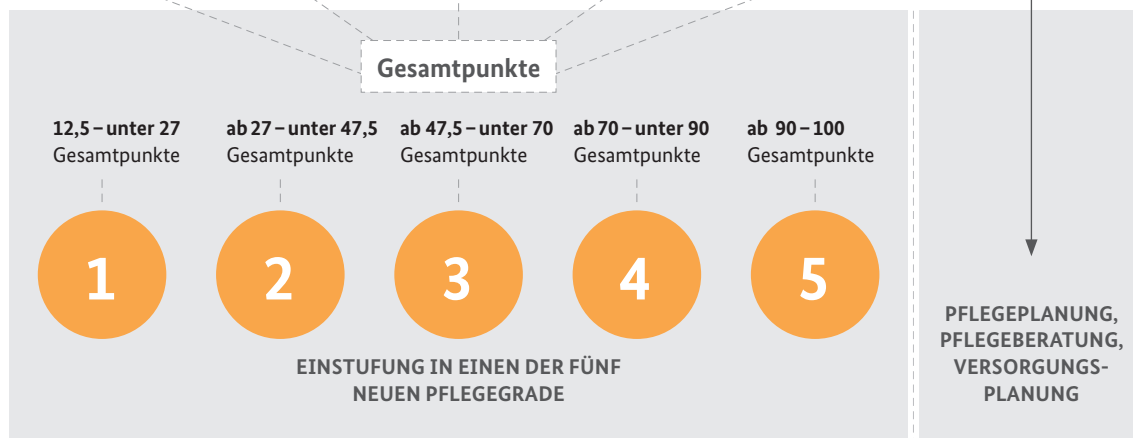 Gesamtpunkte
12,5 – unter 27
Gesamtpunkte
ab 27 – unter 47,5
Gesamtpunkte
ab 47,5 – unter 70
Gesamtpunkte
ab 70 – unter 90
Gesamtpunkte
ab 90 – 100
Gesamtpunkte
1
2
3
4
5
EINSTUFUNG IN EINEN DER FÜNF
NEUEN PFLEGEGRADE
PFLEGEPLANUNG,
PFLEGEBERATUNG,
VERSORGUNGS-
PLANUNG